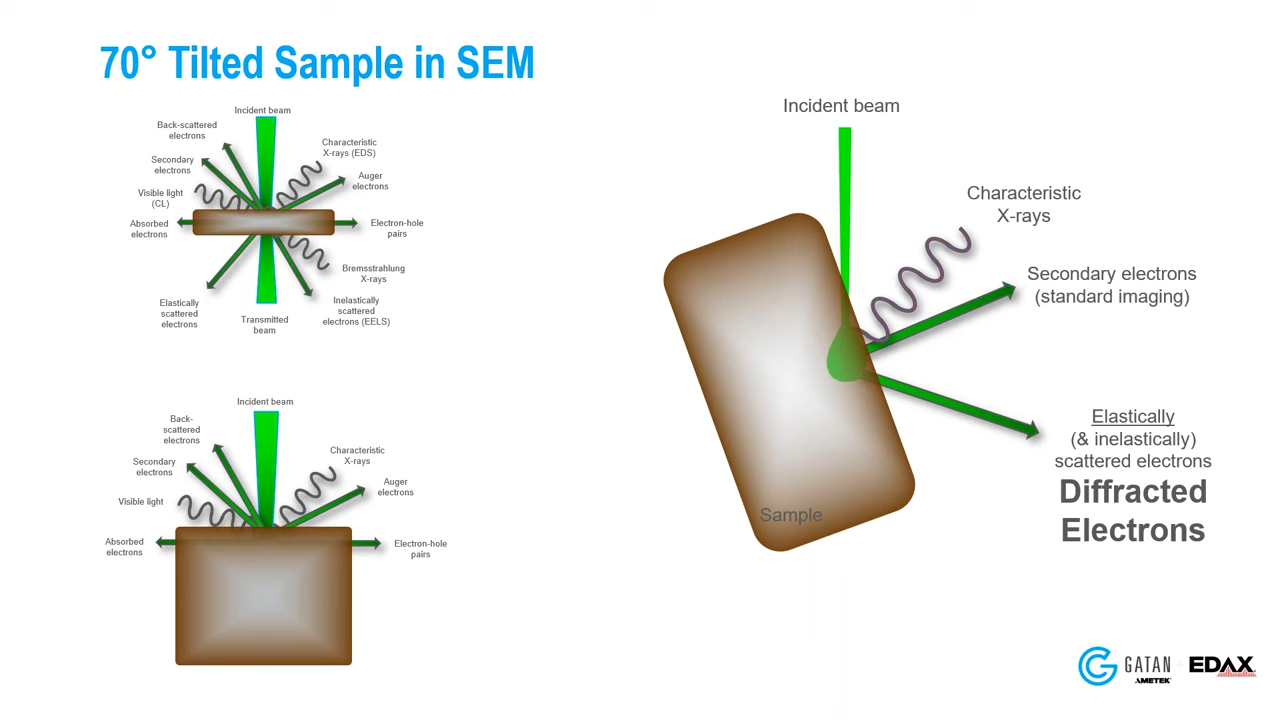 70° Tilted Sample in SEM
Incident beam
Back-scattered
electrons
Characteristic
X-rays (EDS)
Secondary
electrons
Auger
electrons
Visible light
(CL)
Absorbed
electrons
Electron-hole
pairs
Bremsstrahlung
X-rays
Elastically
scattered
electrons
Transmitted
beam
Inelastically
scattered
electrons (EELS)
Incident beam
Back-
scattered
electrons
Characteristic
X-rays
Secondary
electrons
Auger
electrons
Visible light
Absorbed
electrons
Electron-hole
pairs
Incident beam
Characteristic
X-rays
Secondary electrons
(standard imaging)
Elastically
(& inelastically)
scattered electrons
Diffracted
Electrons
Sample
GATAN + EDAX
AMETEK